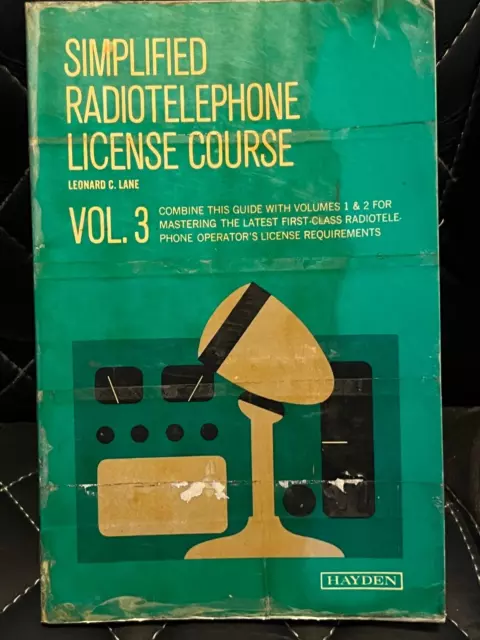 SIMPLIFIED
RADIOTELEPHONE
LICENSE COURSE
LEONARD C. LANE
VOL. 3
COMBINE THIS GUIDE WITH VOLUMES 1 & 2 FOR
MASTERING THE LATEST FIRST-CLASS RADIOTELE-
PHONE OPERATOR'S LICENSE REQUIREMENTS
HAYDEN